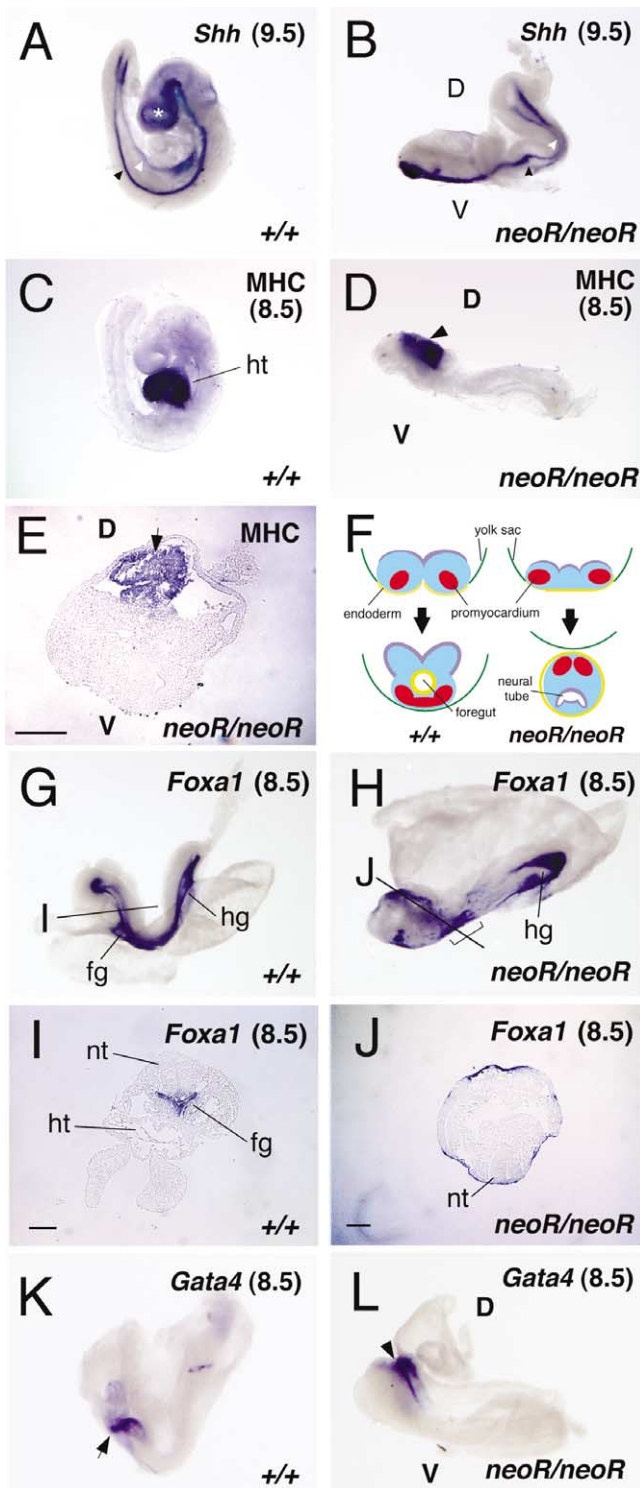 A
Shh (9.5)
*
+/+
B
Shh (9.5)
D
V
neoR/neoR
C
MHC
(8.5)
ht
+/+
D
MHC
(8.5)
D
V
neoR/neoR
E
D
MHC
V
neoR/neoR
F
yolk sac
yolk sac
endoderm
promyocardium
foregut
neural
tube
+/+
neoR/neoR
G
Foxa1 (8.5)
I
hg
fg
+/+
H
Foxa1 (8.5)
J
hg
neoR/neoR
I
Foxa1 (8.5)
nt
ht
fg
+/+
J
Foxa1 (8.5)
nt
neoR/neoR
K
Gata4 (8.5)
+/+
L
Gata4 (8.5)
D
V
neoR/neoR